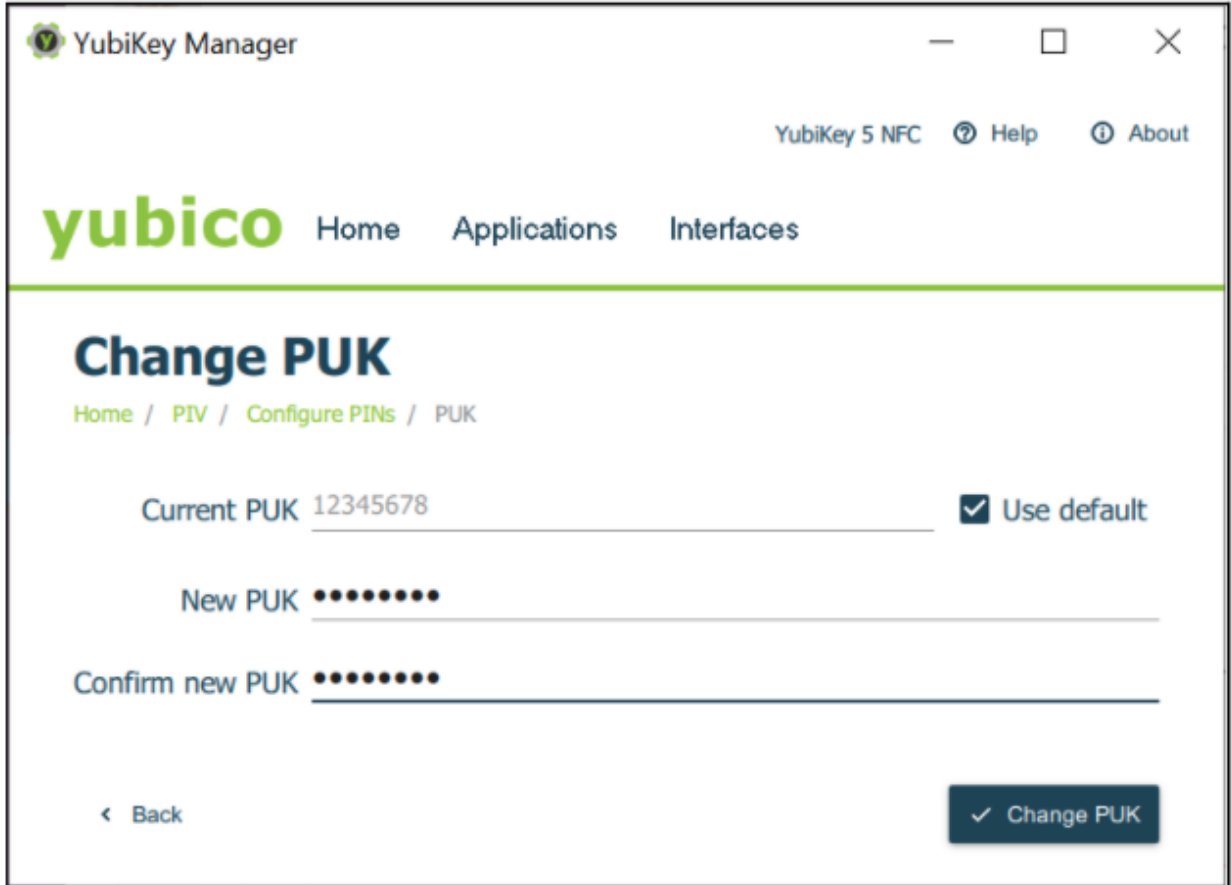 YubiKey Manager
YubiKey 5 NFC Help About
yubico Home Applications Interfaces
Change PUK
Home / PIV / Configure PINs / PUK
Current PUK 12345678 Use default
New PUK ••••••••
Confirm new PUK ••••••••
Back Change PUK